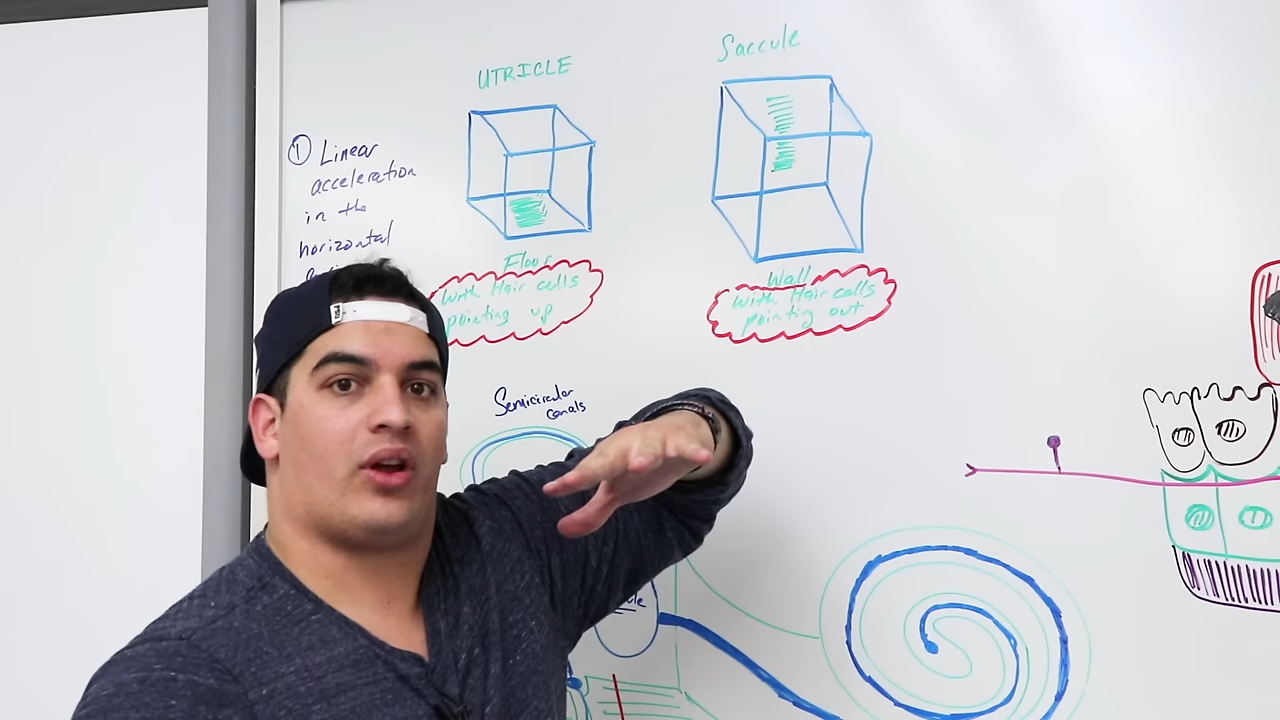 UTRICLE
Saccule
① Linear
acceleration
in the
horizontal
Floor
With Hair cells
pointing up
Wall
With Hair cells
pointing out
Semicircular
canals